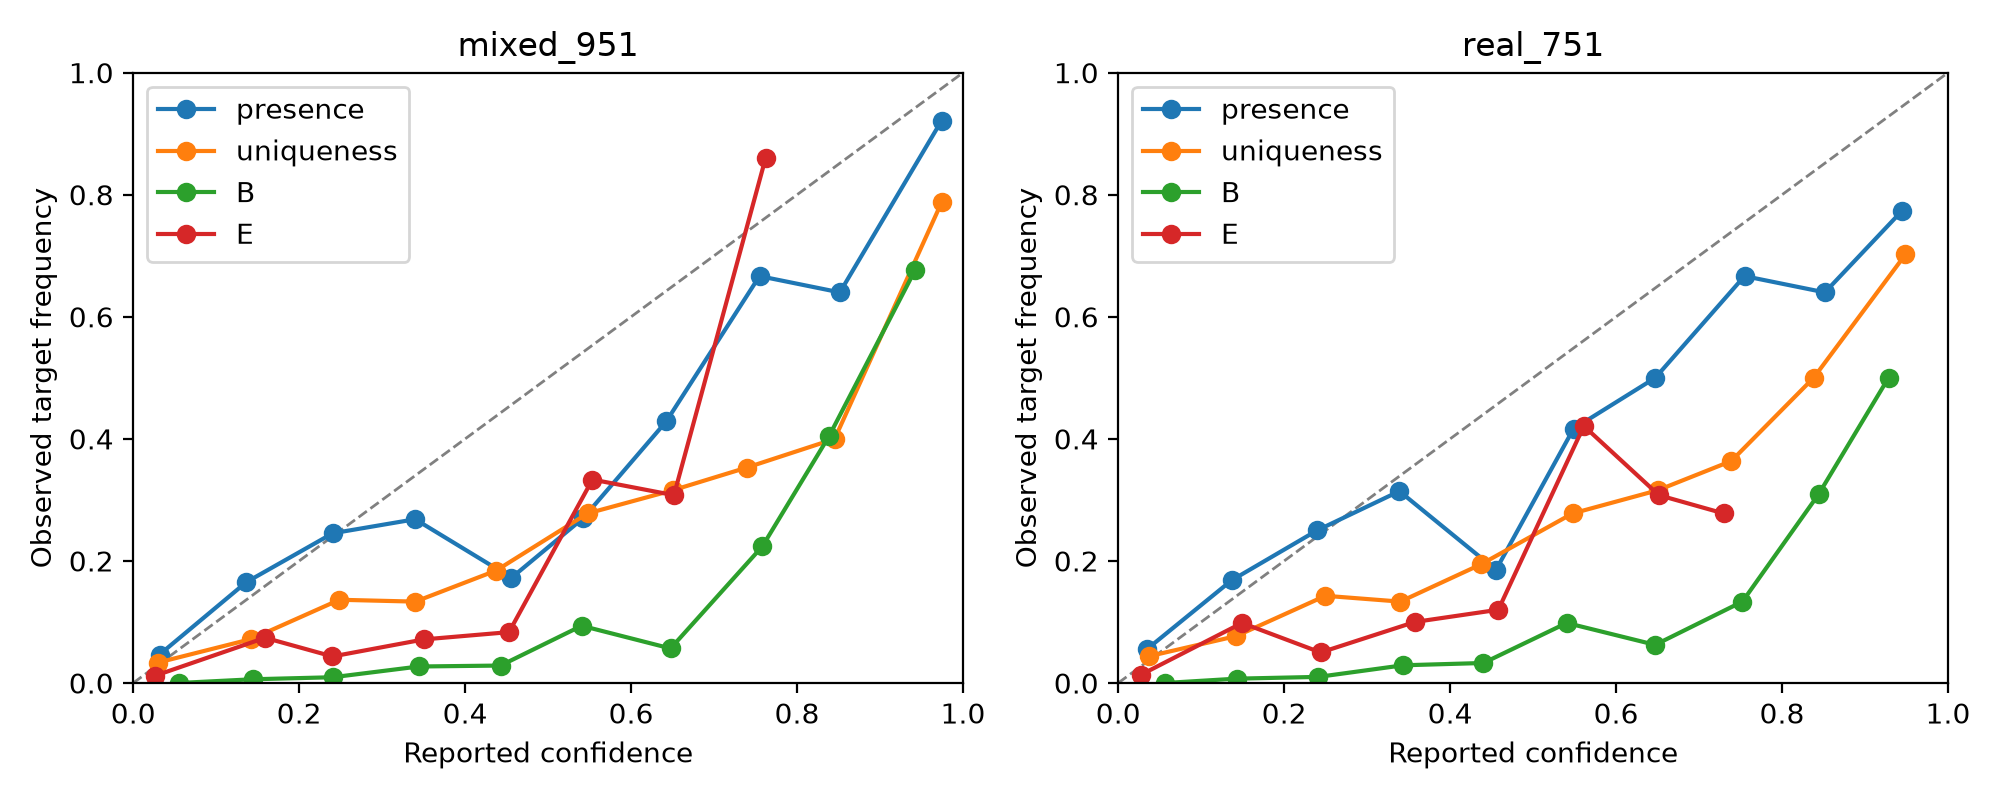 mixed_951
1.0
0.8
0.6
0.4
0.2
0.0
Observed target frequency
presence
uniqueness
B
E
0.0 0.2 0.4 0.6 0.8 1.0
Reported confidence
real_751
1.0
0.8
0.6
0.4
0.2
0.0
Observed target frequency
presence
uniqueness
B
E
0.0 0.2 0.4 0.6 0.8 1.0
Reported confidence